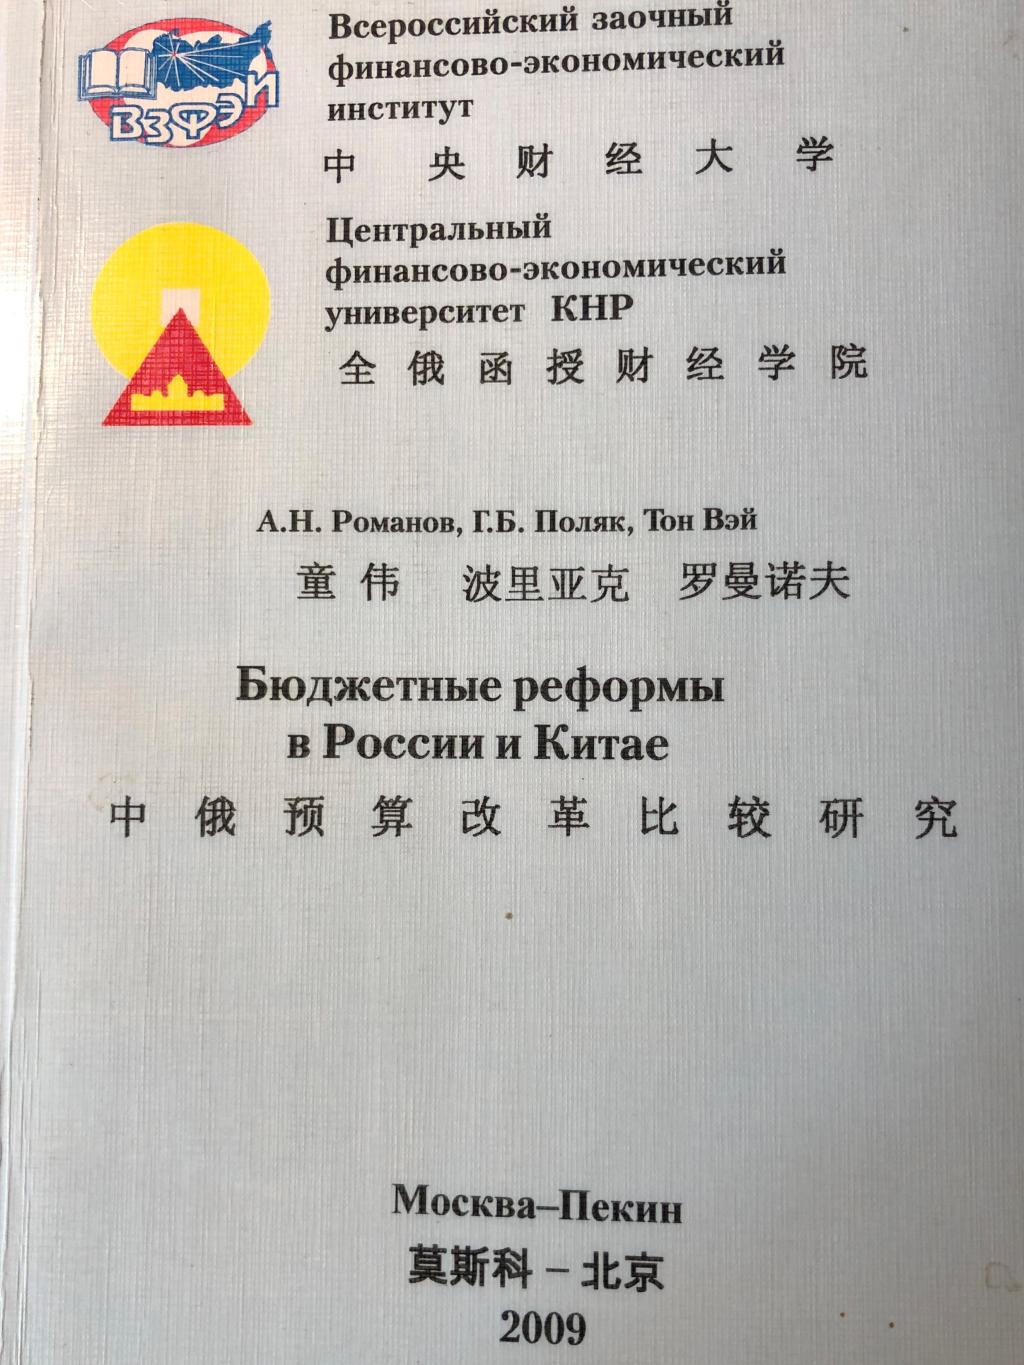 Всероссийский заочный
финансово-экономический
институт
ВЗФЭИ
中 央 财 经 大 学
Центральный
финансово-экономический
университет КНР
全 俄 函 授 财 经 学 院
А.Н. Романов, Г.Б. Поляк, Тон Вэй
童 伟 波里亚克 罗曼诺夫
Бюджетные реформы
в России и Китае
中 俄 预 算 改 革 比 较 研 究
Москва–Пекин
莫斯科 – 北京
2009